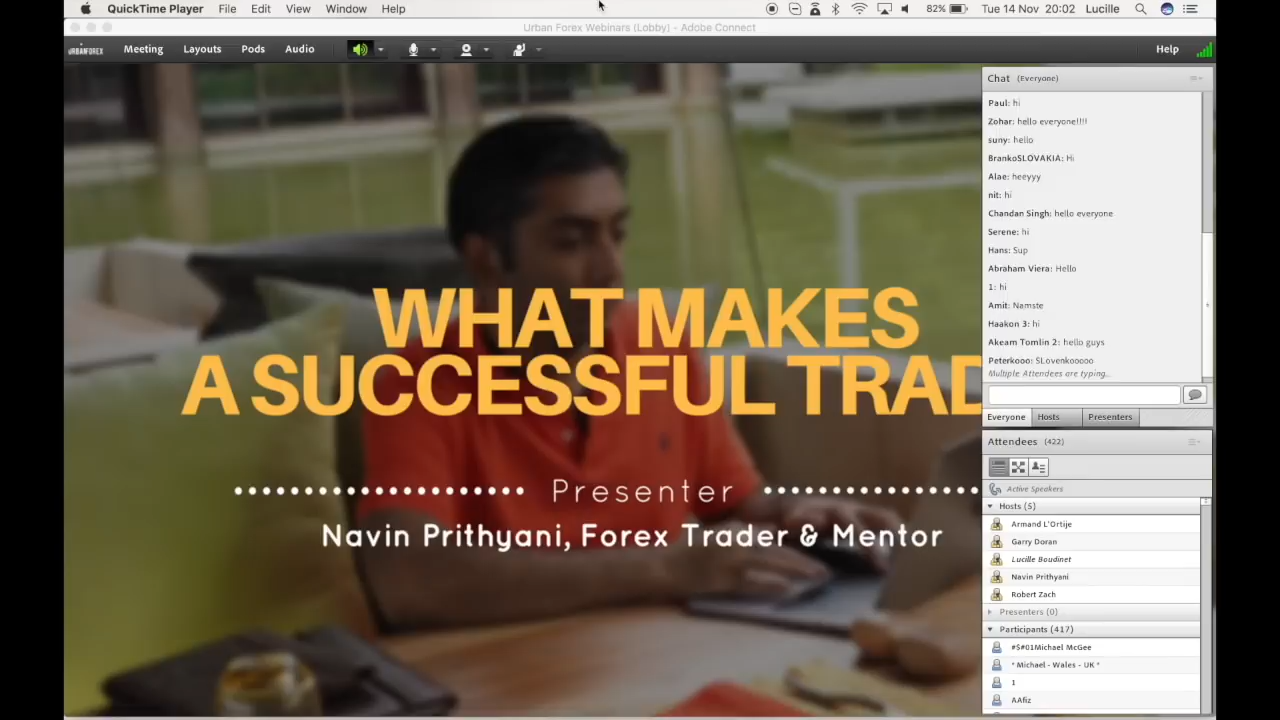 QuickTime Player File Edit View Window Help 82% Tue 14 Nov 20:02 Lucille
Urban Forex Webinars (Lobby) - Adobe Connect
URBANFOREX Meeting Layouts Pods Audio Help
Chat (Everyone)
Paul: hi
Zohar: hello everyone!!!!
suny: hello
BrankoSLOVAKIA: Hi
Alae: heeyyy
nit: hi
Chandan Singh: hello everyone
Serene: hi
Hans: Sup
Abraham Viera: Hello
1: hi
Amit: Namste
Haakon 3: hi
Akeam Tomlin 2: hello guys
Peterkooo: SLovenkooooo
Multiple Attendees are typing...
Everyone Hosts Presenters
Attendees (422)
Active Speakers
Hosts (5)
Armand L'Ortije
Garry Doran
Lucille Boudinet
Navin Prithyani
Robert Zach
Presenters (0)
Participants (417)
#$#01Michael McGee
* Michael - Wales - UK *
1
AAfiz
WHAT MAKES
A SUCCESSFUL TRAD
Presenter
Navin Prithyani, Forex Trader & Mentor